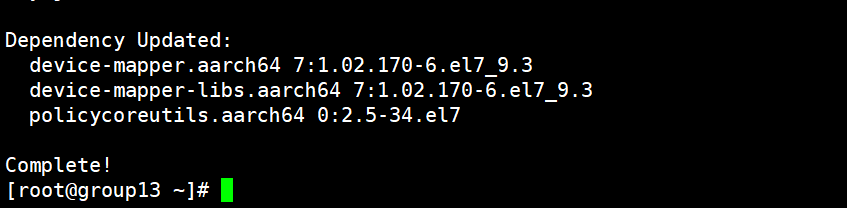 Dependency Updated:
  device-mapper.aarch64 7:1.02.170-6.el7_9.3
  device-mapper-libs.aarch64 7:1.02.170-6.el7_9.3
  policycoreutils.aarch64 0:2.5-34.el7
Complete!
[root@group13 ~]#